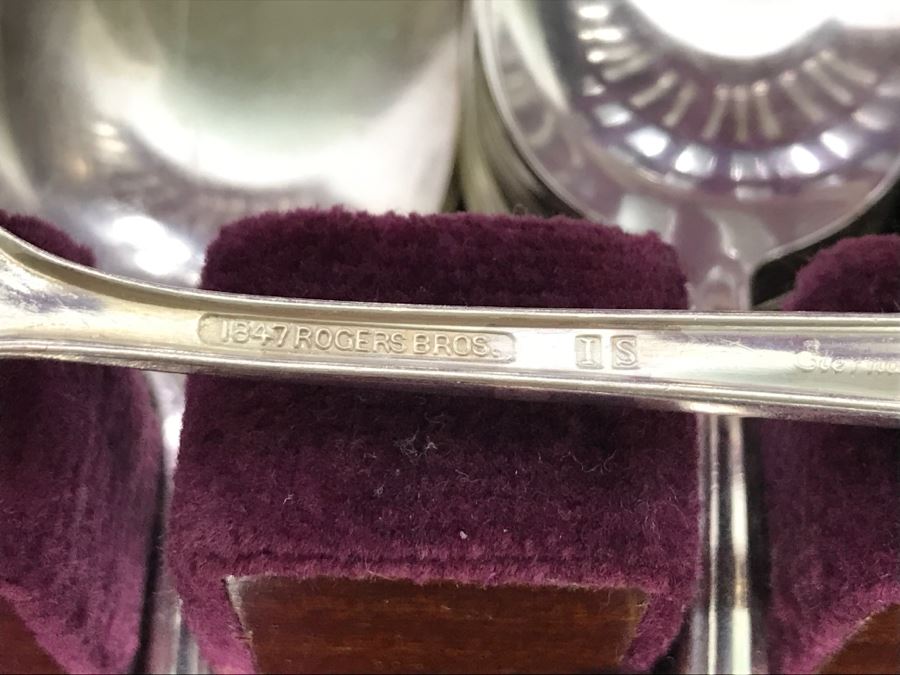 1847 ROGERS BROS. I S